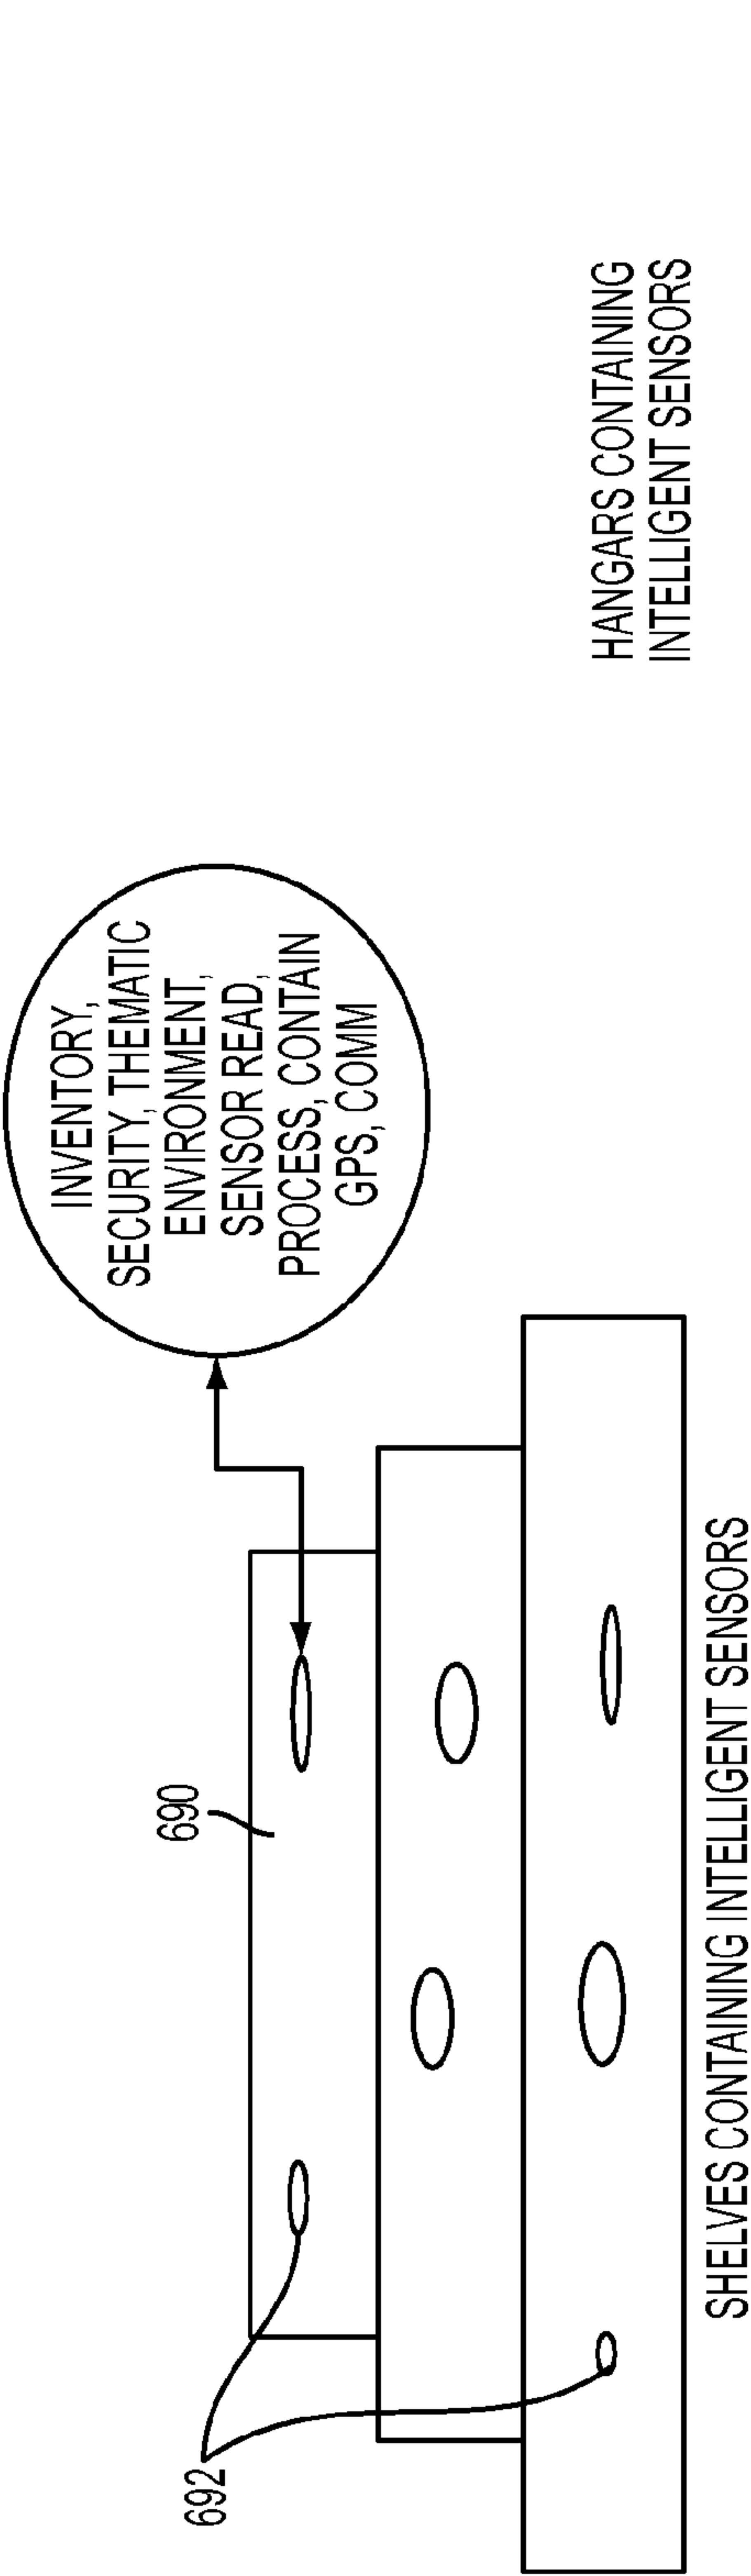 INVENTORY,
SECURITY, THEMATIC
ENVIRONMENT,
SENSOR READ,
PROCESS, CONTAIN
GPS, COMM
690
692
SHELVES CONTAINING INTELLIGENT SENSORS
HANGARS CONTAINING
INTELLIGENT SENSORS